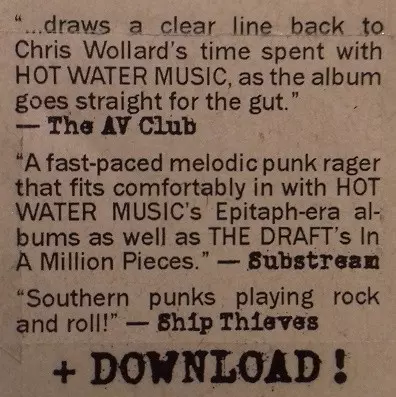 “...draws a clear line back to
Chris Wollard’s time spent with
HOT WATER MUSIC, as the album
goes straight for the gut.”
— The AV Club
“A fast-paced melodic punk rager
that fits comfortably in with HOT
WATER MUSIC’s Epitaph-era al-
bums as well as THE DRAFT’s In
A Million Pieces.” — Substream
“Southern punks playing rock
and roll!” — Ship Thieves
+ DOWNLOAD!